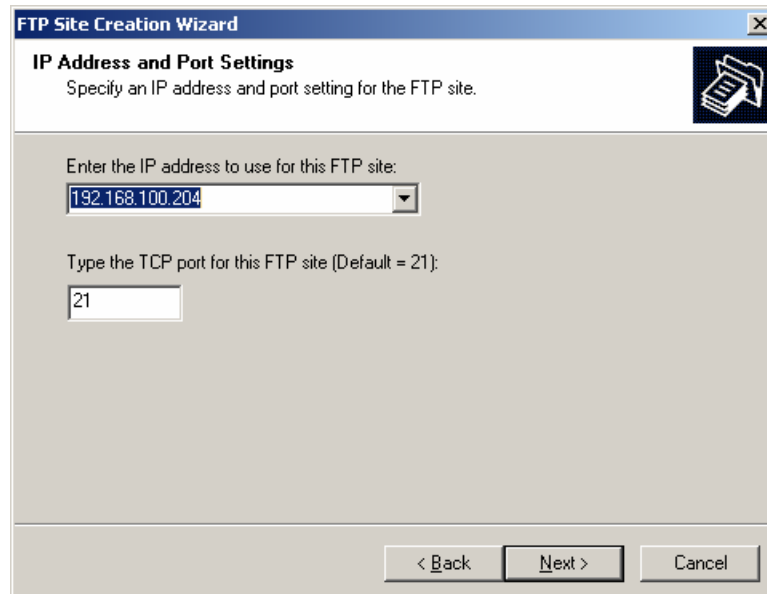 FTP Site Creation Wizard
IP Address and Port Settings
Specify an IP address and port setting for the FTP site.
Enter the IP address to use for this FTP site:
192.168.100.204
Type the TCP port for this FTP site (Default = 21):
21
< Back Next > Cancel